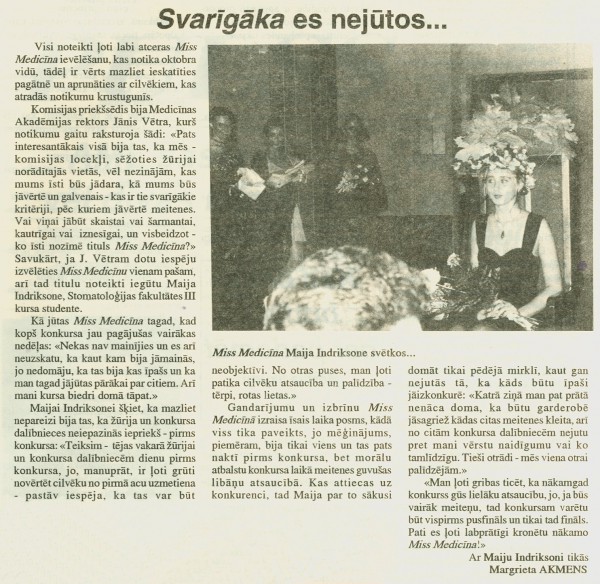 Svarīgāka es nejūtos...
Visi noteikti ļoti labi atceras Miss
Medicīna ievēlēšanu, kas notika oktobra
vidū, tādēļ ir vērts mazliet ieskatīties
pagātnē un aprunāties ar cilvēkiem, kas
atradās notikumu krustugunīs.
Komisijas priekšsēdis bija Medicīnas
Akadēmijas rektors Jānis Vētra, kurš
notikumu gaitu raksturoja šādi: «Pats
interesantākais visā bija tas, ka mēs -
komisijas locekļi, sēžoties žūrijai
norādītajās vietās, vēl nezinājām, kas
mums īsti būs jādara, kā mums būs
jāvērtē un galvenais - kas ir tie svarīgākie
kritēriji, pēc kuriem jāvērtē meitenes.
Vai viņai jābūt skaistai vai šarmantai,
kautrīgai vai iznesīgai, un visbeidzot -
ko īsti nozīmē tituls Miss Medicīna?»
Savukārt, ja J. Vētram dotu iespēju
izvēlēties Miss Medicīnu vienam pašam,
arī tad titulu noteikti iegūtu Maija
Indriksone, Stomatoloģijas fakultātes III
kursa studente.
Kā jūtas Miss Medicīna tagad, kad
kopš konkursa jau pagājušas vairākas
nedēļas: «Nekas nav mainījies un es arī
neuzskatu, ka kaut kam bija jāmainās,
jo nedomāju, ka tas bija kas īpašs un ka
man tagad jājūtas pārākai par citiem. Arī
mani kursa biedri domā tāpat.»
Maijai Indriksonei šķiet, ka mazliet
nepareizi bija tas, ka žūrija un konkursa
dalībnieces neiepazinās iepriekš - pirms
konkursa: «Teiksim - tējas vakarā žūrijai
un konkursa dalībniecēm dienu pirms
konkursa, jo, manuprāt, ir ļoti grūti
novērtēt cilvēku no pirmā acu uzmetiena
- pastāv iespēja, ka tas var būt
Miss Medicīna Maija Indriksone svētkos...
neobjektīvi. No otras puses, man ļoti
patika cilvēku atsaucība un palīdzība -
tērpi, rotas lietas.»
Gandarījumu un izbrīnu Miss
Medicīnā izraisa īsais laika posms, kādā
viss tika paveikts, jo mēģinājums,
piemēram, bija tikai viens un tas pats
naktī pirms konkursa, bet morālu
atbalstu konkursa laikā meitenes guvušas
libāņu atsaucībā. Kas attiecas uz
konkurenci, tad Maija par to sākusi
domāt tikai pēdējā mirklī, kaut gan
nejutās tā, ka kāds būtu īpaši
jāizkonkurē: «Katrā ziņā man pat prātā
nenāca doma, ka būtu garderobē
jāsagriež kādas citas meitenes kleita, arī
no citām konkursa dalībniecēm nejutu
pret mani vērstu naidīgumu vai ko
tamlīdzīgu. Tieši otrādi - mēs viena otrai
palīdzējām.»
«Man ļoti gribas ticēt, ka nākamgad
konkurss gūs lielāku atsaucību, jo, ja būs
vairāk meiteņu, tad konkursam varētu
būt vispirms pusfināls un tikai tad fināls.
Pati es ļoti labprātīgi kronētu nākamo
Miss Medicīna!»
Ar Maiju Indriksoni tikās
Margrieta AKMENS